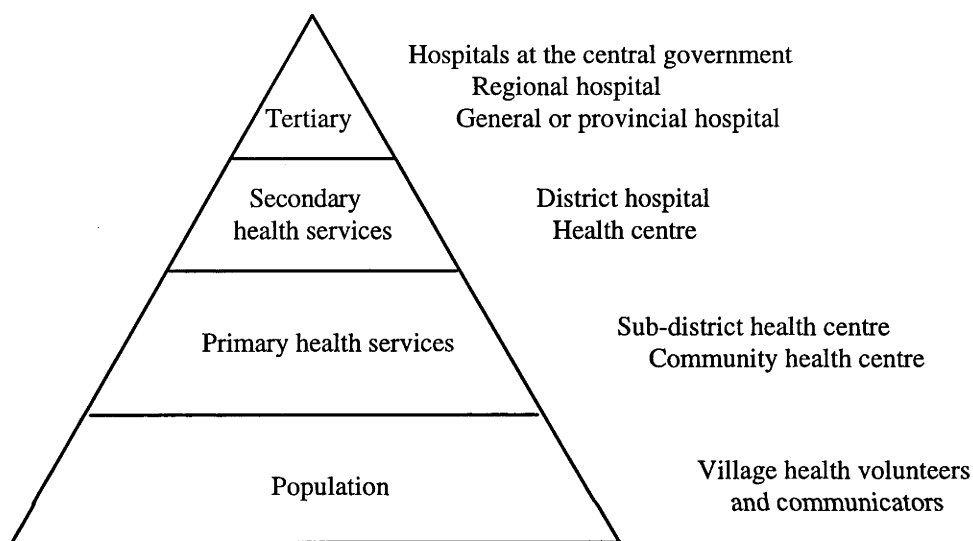 Hospitals at the central government
Regional hospital
Tertiary
General or provincial hospital
Secondary
health services
District hospital
Health centre
Primary health services
Sub-district health centre
Community health centre
Population
Village health volunteers
and communicators